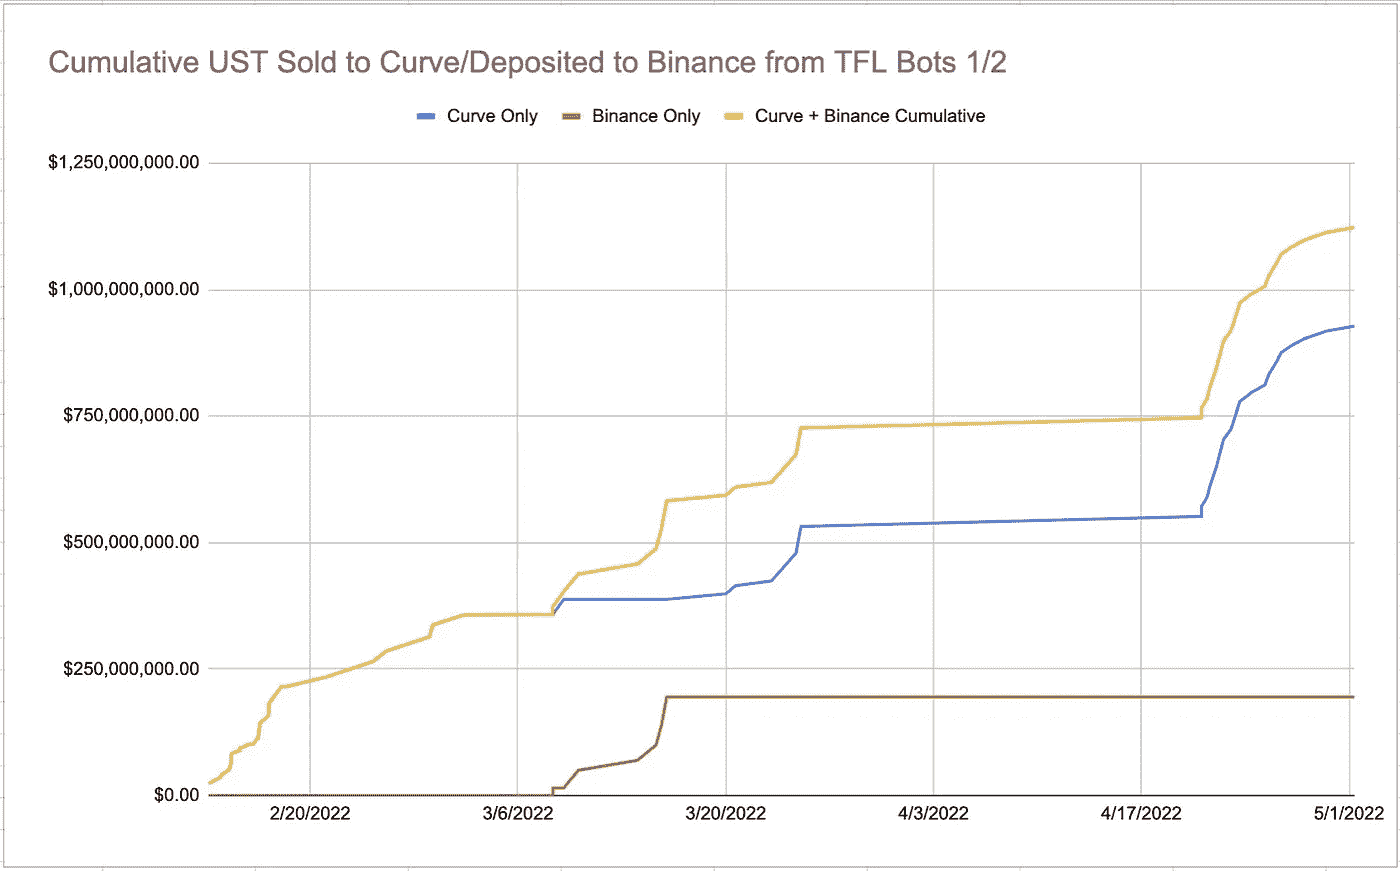 Cumulative UST Sold to Curve/Deposited to Binance from TFL Bots 1/2
Curve Only Binance Only Curve + Binance Cumulative
$1,250,000,000.00
$1,000,000,000.00
$750,000,000.00
$500,000,000.00
$250,000,000.00
$0.00
2/20/2022 3/6/2022 3/20/2022 4/3/2022 4/17/2022 5/1/2022